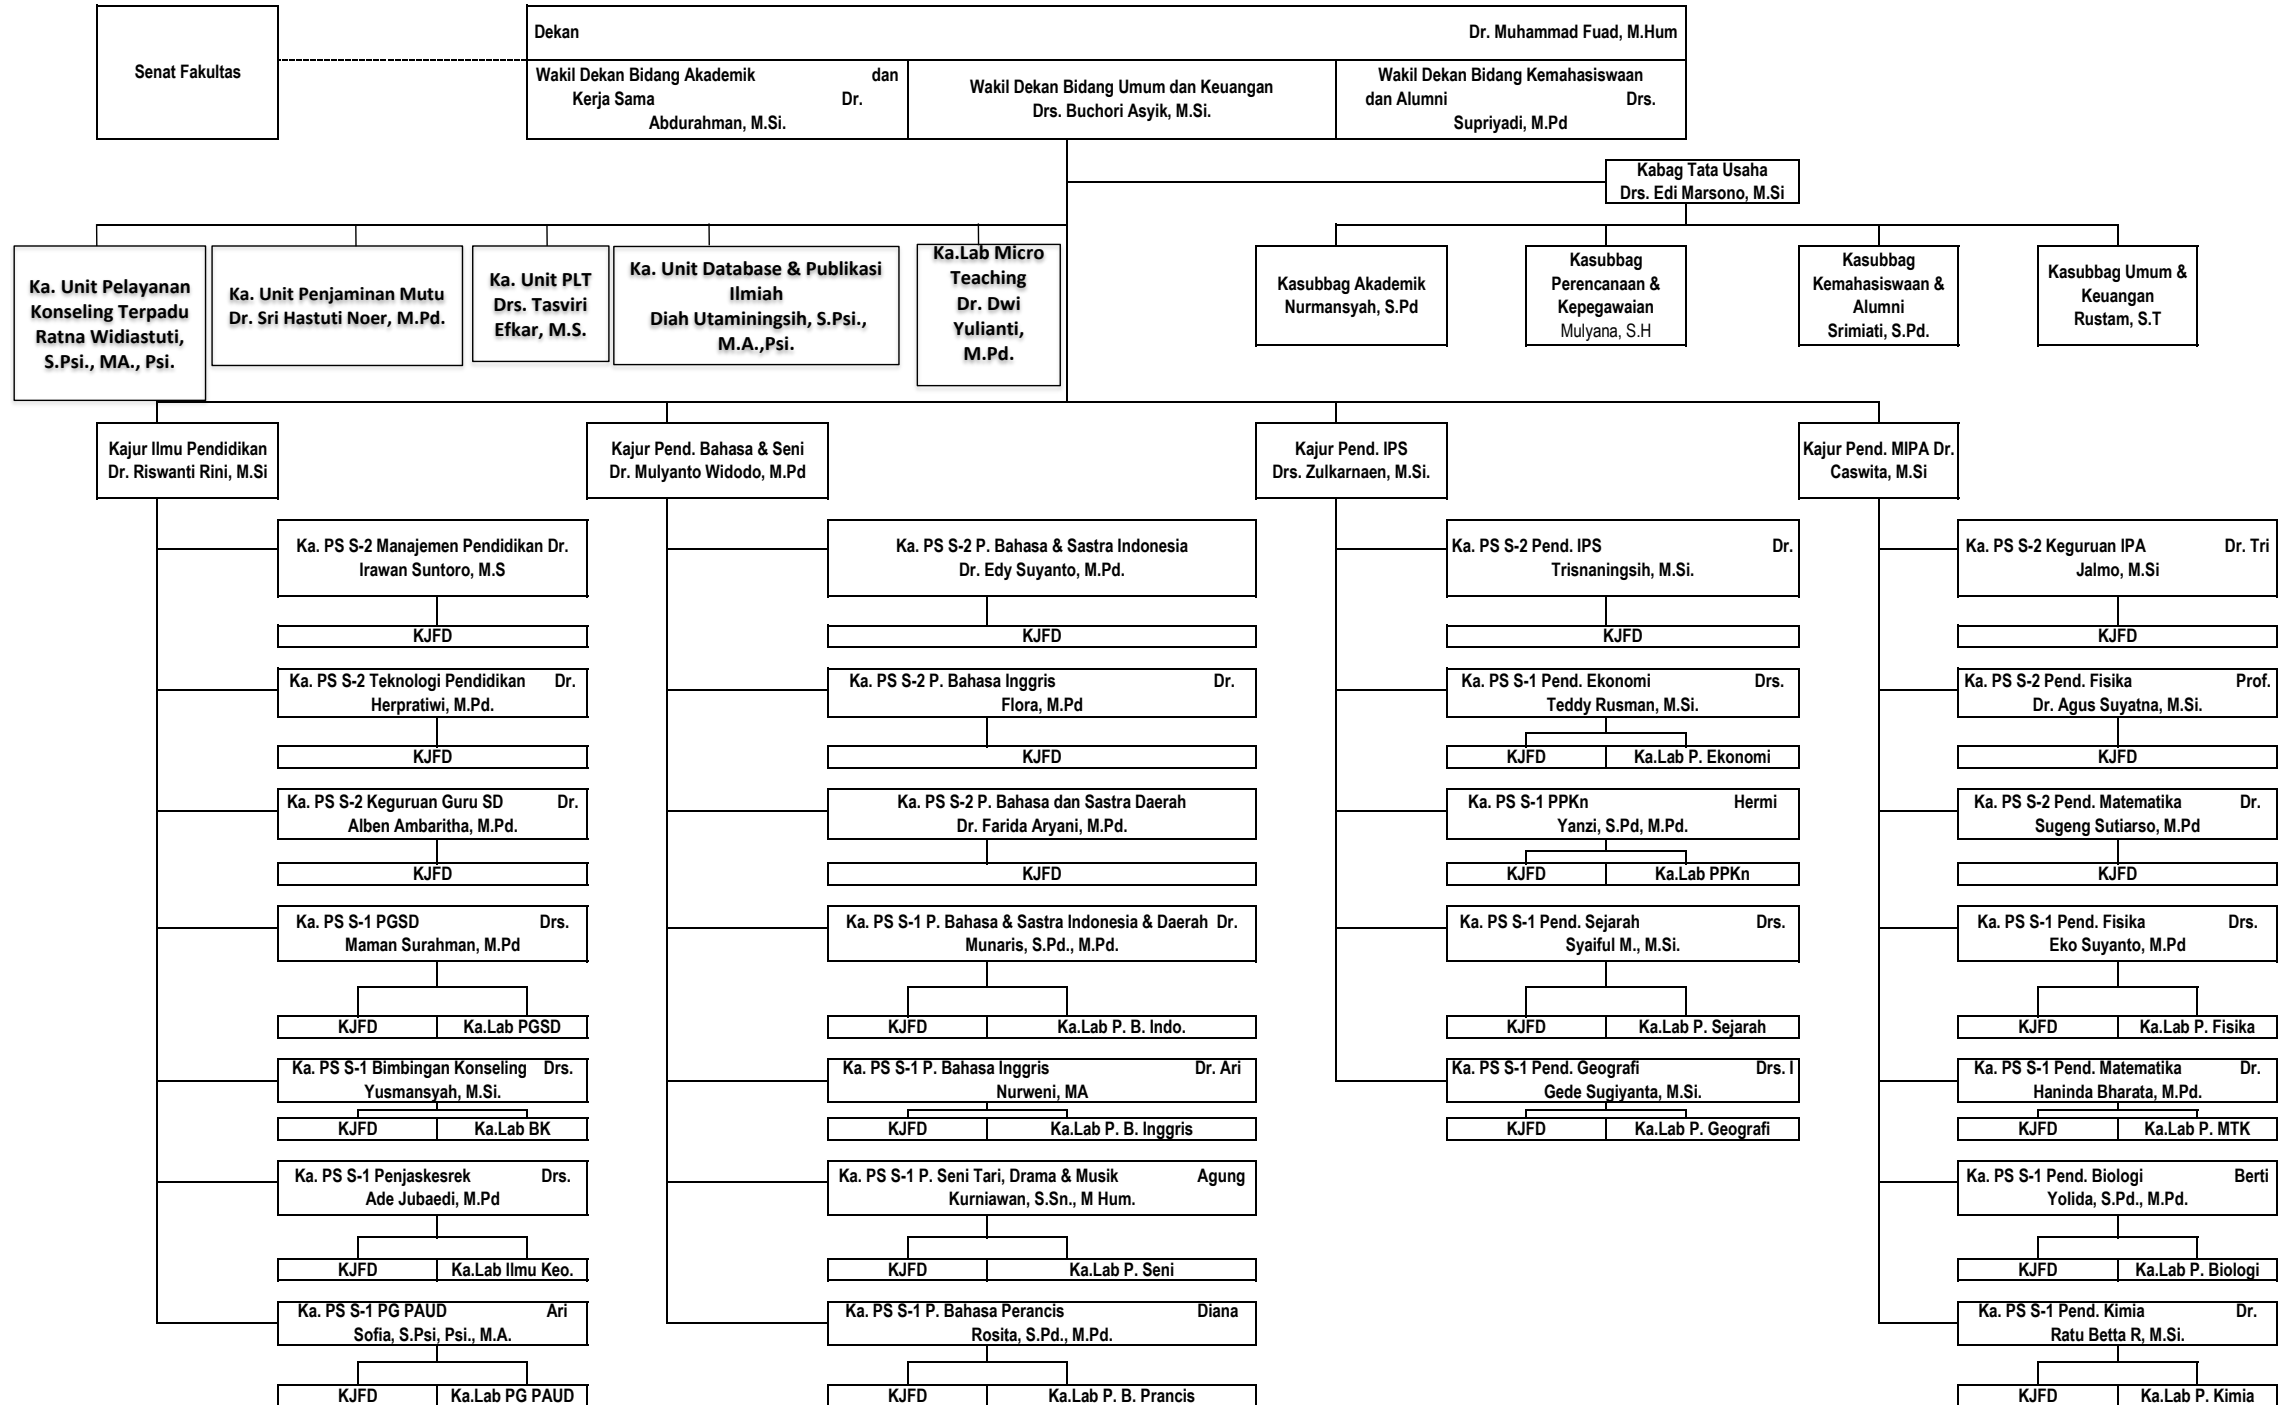 Senat Fakultas
Dekan Dr. Muhammad Fuad, M.Hum
Wakil Dekan Bidang Akademik dan
Kerja Sama Dr.
Abdurahman, M.Si.
Wakil Dekan Bidang Umum dan Keuangan
Drs. Buchori Asyik, M.Si.
Wakil Dekan Bidang Kemahasiswaan
dan Alumni Drs.
Supriyadi, M.Pd
Kabag Tata Usaha
Drs. Edi Marsono, M.Si
Ka. Unit Pelayanan
Konseling Terpadu
Ratna Widiastuti,
S.Psi., MA., Psi.
Ka. Unit Penjaminan Mutu
Dr. Sri Hastuti Noer, M.Pd.
Ka. Unit PLT
Drs. Tasviri
Efkar, M.S.
Ka. Unit Database & Publikasi
Ilmiah
Diah Utaminingsih, S.Psi.,
M.A.,Psi.
Ka.Lab Micro
Teaching
Dr. Dwi
Yulianti,
M.Pd.
Kasubbag Akademik
Nurmansyah, S.Pd
Kasubbag
Perencanaan &
Kepegawaian
Mulyana, S.H
Kasubbag
Kemahasiswaan &
Alumni
Srimiati, S.Pd.
Kasubbag Umum &
Keuangan
Rustam, S.T
Kajur Ilmu Pendidikan
Dr. Riswanti Rini, M.Si
Kajur Pend. Bahasa & Seni
Dr. Mulyanto Widodo, M.Pd
Kajur Pend. IPS
Drs. Zulkarnaen, M.Si.
Kajur Pend. MIPA Dr.
Caswita, M.Si
Ka. PS S-2 Manajemen Pendidikan Dr.
Irawan Suntoro, M.S
KJFD
Ka. PS S-2 Teknologi Pendidikan Dr.
Herpratiwi, M.Pd.
KJFD
Ka. PS S-2 Keguruan Guru SD Dr.
Alben Ambaritha, M.Pd.
KJFD
Ka. PS S-1 PGSD Drs.
Maman Surahman, M.Pd
KJFD Ka.Lab PGSD
Ka. PS S-1 Bimbingan Konseling Drs.
Yusmansyah, M.Si.
KJFD Ka.Lab BK
Ka. PS S-1 Penjaskesrek Drs.
Ade Jubaedi, M.Pd
KJFD Ka.Lab Ilmu Keo.
Ka. PS S-1 PG PAUD Ari
Sofia, S.Psi, Psi., M.A.
KJFD Ka.Lab PG PAUD
Ka. PS S-2 P. Bahasa & Sastra Indonesia
Dr. Edy Suyanto, M.Pd.
KJFD
Ka. PS S-2 P. Bahasa Inggris Dr.
Flora, M.Pd
KJFD
Ka. PS S-2 P. Bahasa dan Sastra Daerah
Dr. Farida Aryani, M.Pd.
KJFD
Ka. PS S-1 P. Bahasa & Sastra Indonesia & Daerah Dr.
Munaris, S.Pd., M.Pd.
KJFD Ka.Lab P. B. Indo.
Ka. PS S-1 P. Bahasa Inggris Dr. Ari
Nurweni, MA
KJFD Ka.Lab P. B. Inggris
Ka. PS S-1 P. Seni Tari, Drama & Musik Agung
Kurniawan, S.Sn., M Hum.
KJFD Ka.Lab P. Seni
Ka. PS S-1 P. Bahasa Perancis Diana
Rosita, S.Pd., M.Pd.
KJFD Ka.Lab P. B. Prancis
Ka. PS S-2 Pend. IPS Dr.
Trisnaningsih, M.Si.
KJFD
Ka. PS S-1 Pend. Ekonomi Drs.
Teddy Rusman, M.Si.
KJFD Ka.Lab P. Ekonomi
Ka. PS S-1 PPKn Hermi
Yanzi, S.Pd, M.Pd.
KJFD Ka.Lab PPKn
Ka. PS S-1 Pend. Sejarah Drs.
Syaiful M., M.Si.
KJFD Ka.Lab P. Sejarah
Ka. PS S-1 Pend. Geografi Drs. I
Gede Sugiyanta, M.Si.
KJFD Ka.Lab P. Geografi
Ka. PS S-2 Keguruan IPA Dr. Tri
Jalmo, M.Si
KJFD
Ka. PS S-2 Pend. Fisika Prof.
Dr. Agus Suyatna, M.Si.
KJFD
Ka. PS S-2 Pend. Matematika Dr.
Sugeng Sutiarso, M.Pd
KJFD
Ka. PS S-1 Pend. Fisika Drs.
Eko Suyanto, M.Pd
KJFD Ka.Lab P. Fisika
Ka. PS S-1 Pend. Matematika Dr.
Haninda Bharata, M.Pd.
KJFD Ka.Lab P. MTK
Ka. PS S-1 Pend. Biologi Berti
Yolida, S.Pd., M.Pd.
KJFD Ka.Lab P. Biologi
Ka. PS S-1 Pend. Kimia Dr.
Ratu Betta R, M.Si.
KJFD Ka.Lab P. Kimia